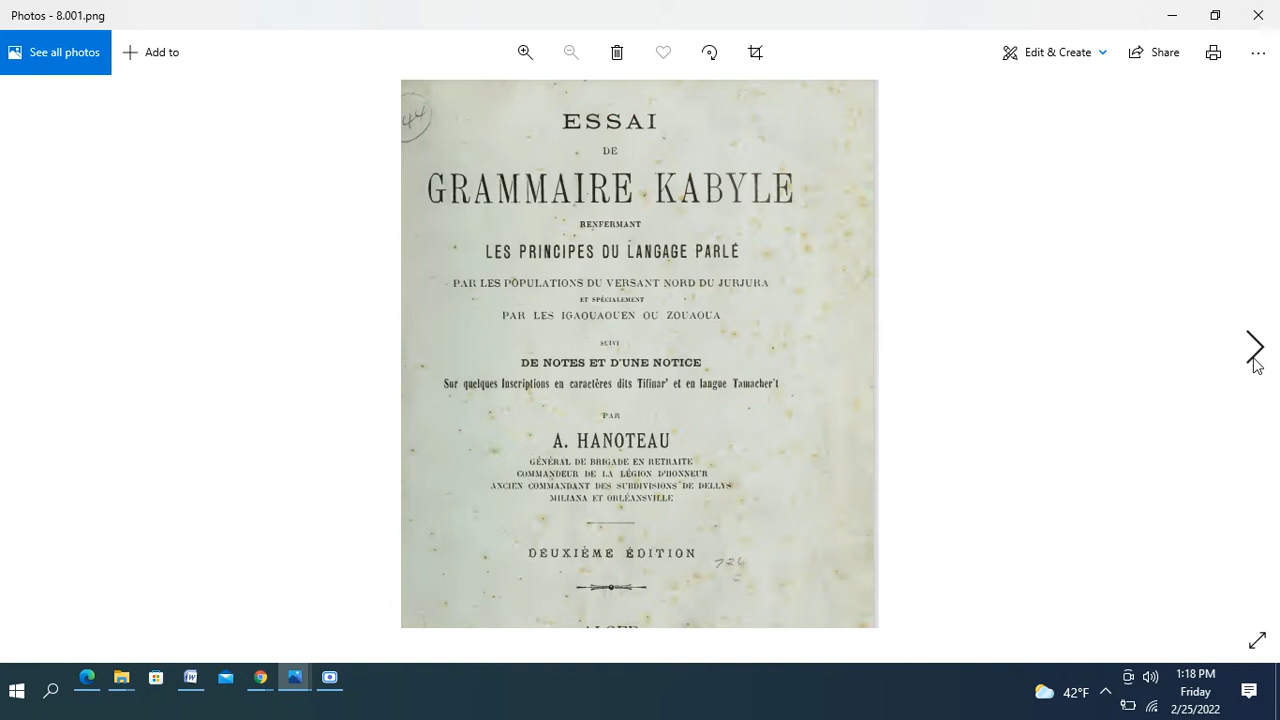 Photos - 8.001.png
See all photos
Add to
Edit & Create
Share
44
ESSAI
DE
GRAMMAIRE KABYLE
RENFERMANT
LES PRINCIPES DU LANGAGE PARLÉ
PAR LES POPULATIONS DU VERSANT NORD DU JURJURA
ET SPÉCIALEMENT
PAR LES IGAOUAOUEN OU ZOUAOUA
SUIVI
DE NOTES ET D'UNE NOTICE
Sur quelques Inscriptions en caractères dits Tifinar' et en langue Tamacher't
PAR
A. HANOTEAU
GÉNÉRAL DE BRIGADE EN RETRAITE
COMMANDEUR DE LA LÉGION D'HONNEUR
ANCIEN COMMANDANT DES SUBDIVISIONS DE DELLYS
MILIANA ET ORLÉANSVILLE
DEUXIÈME ÉDITION
42°F
1:18 PM
Friday
2/25/2022